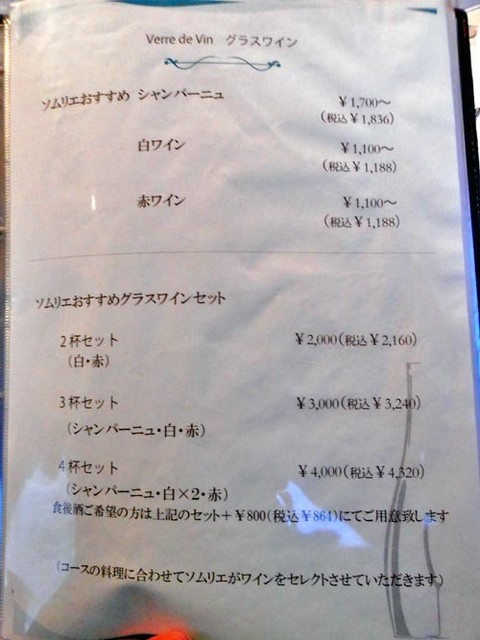 Verre de Vin グラスワイン
ソムリエおすすめ シャンパーニュ ￥1,700～
(税込￥1,836)
白ワイン ￥1,100～
(税込￥1,188)
赤ワイン ￥1,100～
(税込￥1,188)
ソムリエおすすめグラスワインセット
2杯セット ￥2,000(税込￥2,160)
(白・赤)
3杯セット ￥3,000(税込￥3,240)
(シャンパーニュ・白・赤)
4杯セット ￥4,000(税込￥4,320)
(シャンパーニュ・白×2・赤)
食後酒ご希望の方は上記のセット+￥800(税込￥864)にてご用意致します
(コースの料理に合わせてソムリエがワインをセレクトさせていただきます)